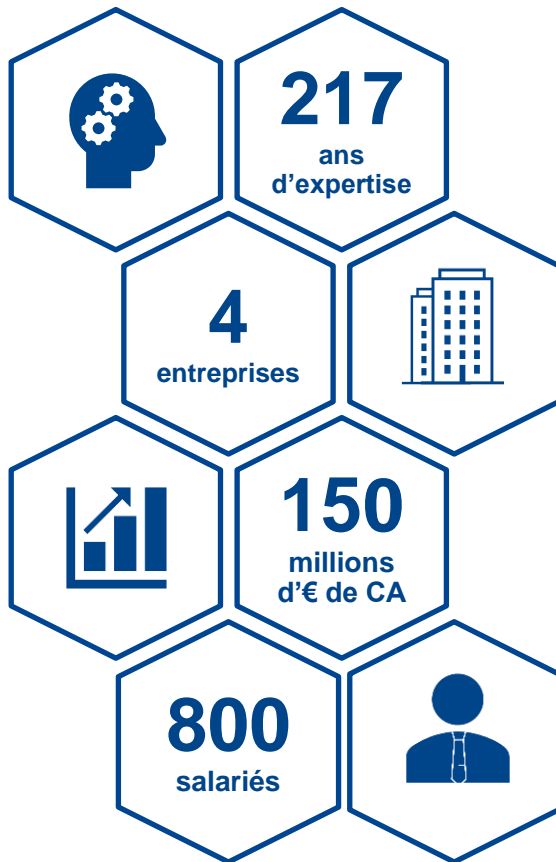 217
ans
d’expertise
4
entreprises
150
millions
d’€ de CA
800
salariés